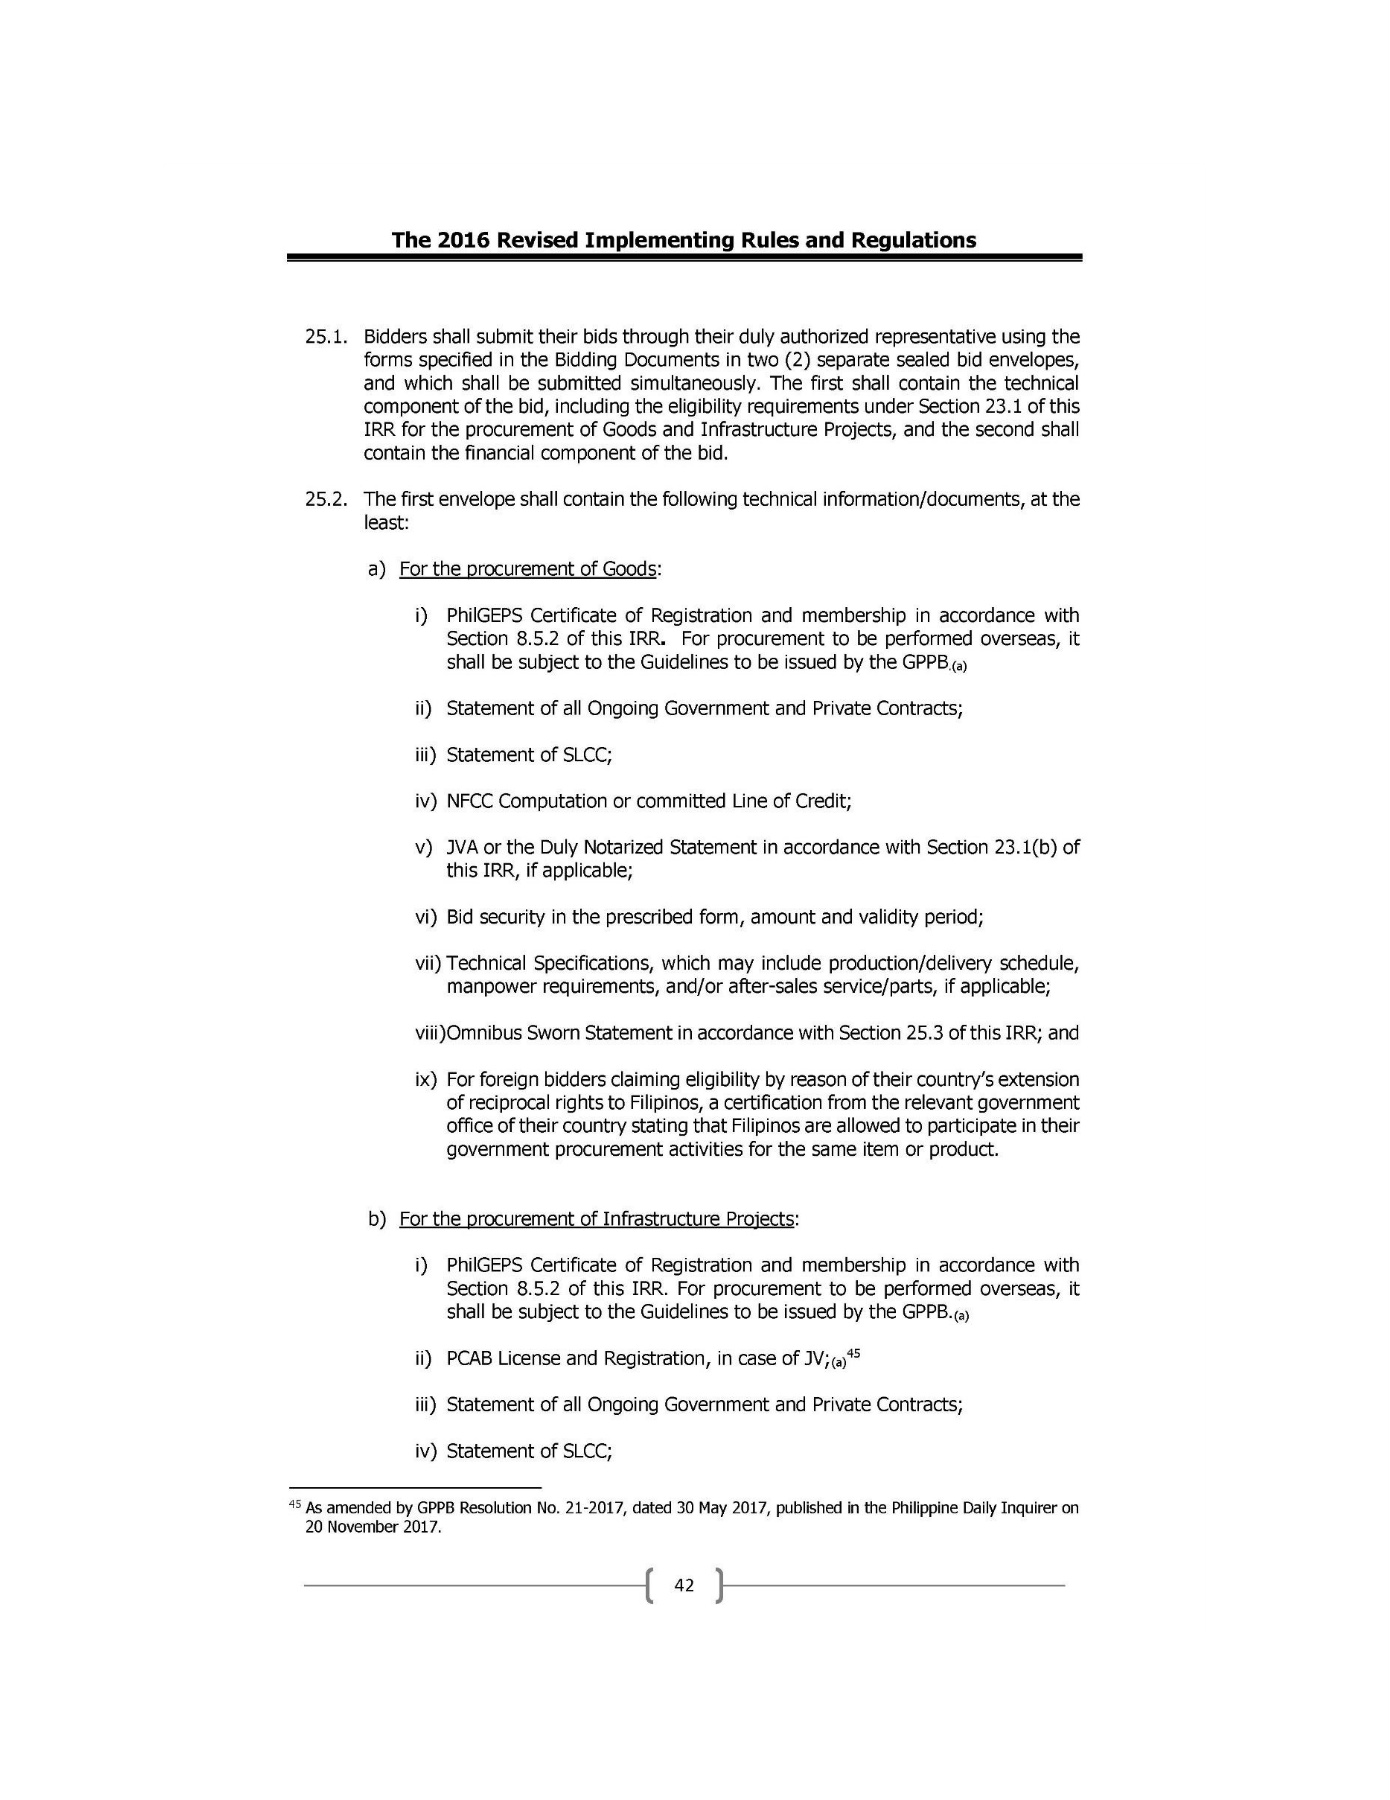 The 2016 Revised Implementing Rules and Regulations
25.1. Bidders shall submit their bids through their duly authorized representative using the
forms specified in the Bidding Documents in two (2) separate sealed bid envelopes,
and which shall be submitted simultaneously. The first shall contain the technical
component of the bid, including the eligibility requirements under Section 23.1 of this
IRR for the procurement of Goods and Infrastructure Projects, and the second shall
contain the financial component of the bid.
25.2. The first envelope shall contain the following technical information/documents, at the
least:
a) For the procurement of Goods:
i) PhilGEPS Certificate of Registration and membership in accordance with
Section 8.5.2 of this IRR. For procurement to be performed overseas, it
shall be subject to the Guidelines to be issued by the GPPB.(a)
ii) Statement of all Ongoing Government and Private Contracts;
iii) Statement of SLCC;
iv) NFCC Computation or committed Line of Credit;
v) JVA or the Duly Notarized Statement in accordance with Section 23.1(b) of
this IRR, if applicable;
vi) Bid security in the prescribed form, amount and validity period;
vii) Technical Specifications, which may include production/delivery schedule,
manpower requirements, and/or after-sales service/parts, if applicable;
viii)Omnibus Sworn Statement in accordance with Section 25.3 of this IRR; and
ix) For foreign bidders claiming eligibility by reason of their country's extension
of reciprocal rights to Filipinos, a certification from the relevant government
office of their country stating that Filipinos are allowed to participate in their
government procurement activities for the same item or product.
b) For the procurement of Infrastructure Projects:
i) PhilGEPS Certificate of Registration and membership in accordance with
Section 8.5.2 of this IRR. For procurement to be performed overseas, it
shall be subject to the Guidelines to be issued by the GPPB.(a)
ii) PCAB License and Registration, in case of JV;(a)45
iii) Statement of all Ongoing Government and Private Contracts;
iv) Statement of SLCC;
45 As amended by GPPB Resolution No. 21-2017, dated 30 May 2017, published in the Philippine Daily Inquirer on
20 November 2017.
42